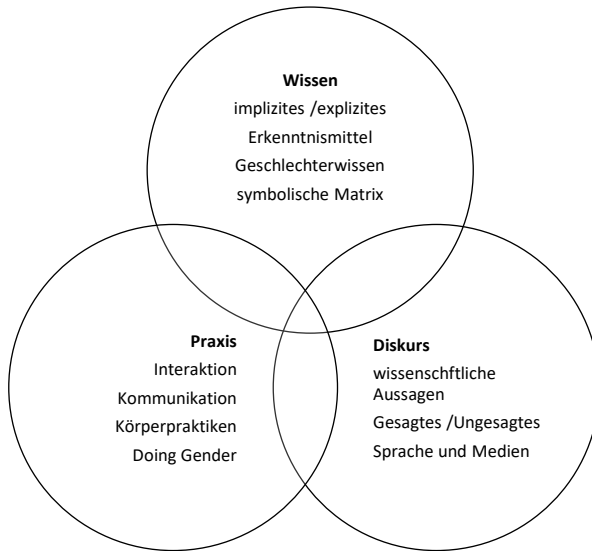 Wissen
implizites /explizites
Erkenntnismittel
Geschlechterwissen
symbolische Matrix
Praxis
Interaktion
Kommunikation
Körperpraktiken
Doing Gender
Diskurs
wissenschftliche
Aussagen
Gesagtes /Ungesagtes
Sprache und Medien